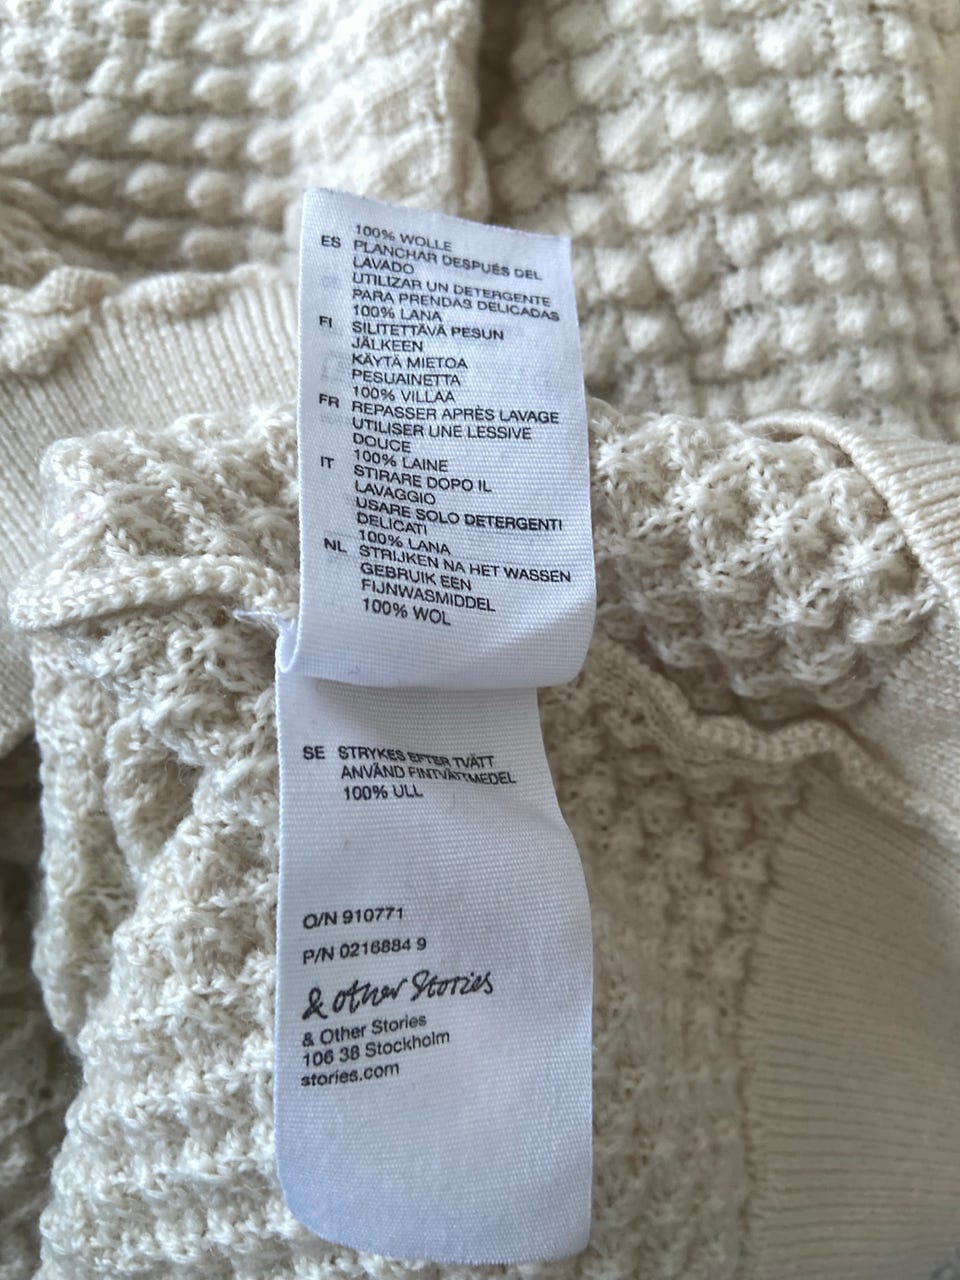 100% WOLLE
ES PLANCHAR DESPUÉS DEL
LAVADO
UTILIZAR UN DETERGENTE
PARA PRENDAS DELICADAS
100% LANA
FI SILITETTÄVÄ PESUN
JÄLKEEN
KÄYTÄ MIETOA
PESUAINETTA
100% VILLAA
FR REPASSER APRÈS LAVAGE
UTILISER UNE LESSIVE
DOUCE
100% LAINE
IT STIRARE DOPO IL
LAVAGGIO
USARE SOLO DETERGENTI
DELICATI
100% LANA
NL STRIJKEN NA HET WASSEN
GEBRUIK EEN
FIJNWASMIDDEL
100% WOL
SE STRYKES EFTER TVÄTT
ANVÄND FINTVÄTTMEDEL
100% ULL
O/N 910771
P/N 0216884 9
& other Stories
& Other Stories
106 38 Stockholm
stories.com